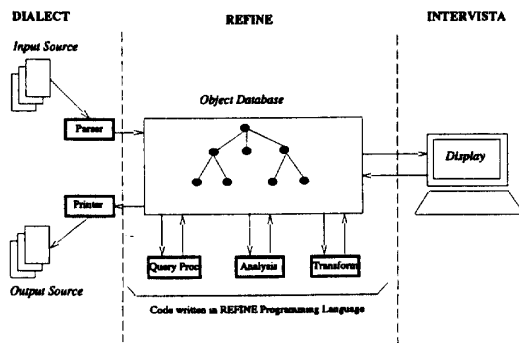 DIALECT
REFINE
INTERVISTA
Input Source
Object Database
Parser
Display
Printer
Query Proc
Analysis
Transform
Output Source
Code written in REFINE Programming Language